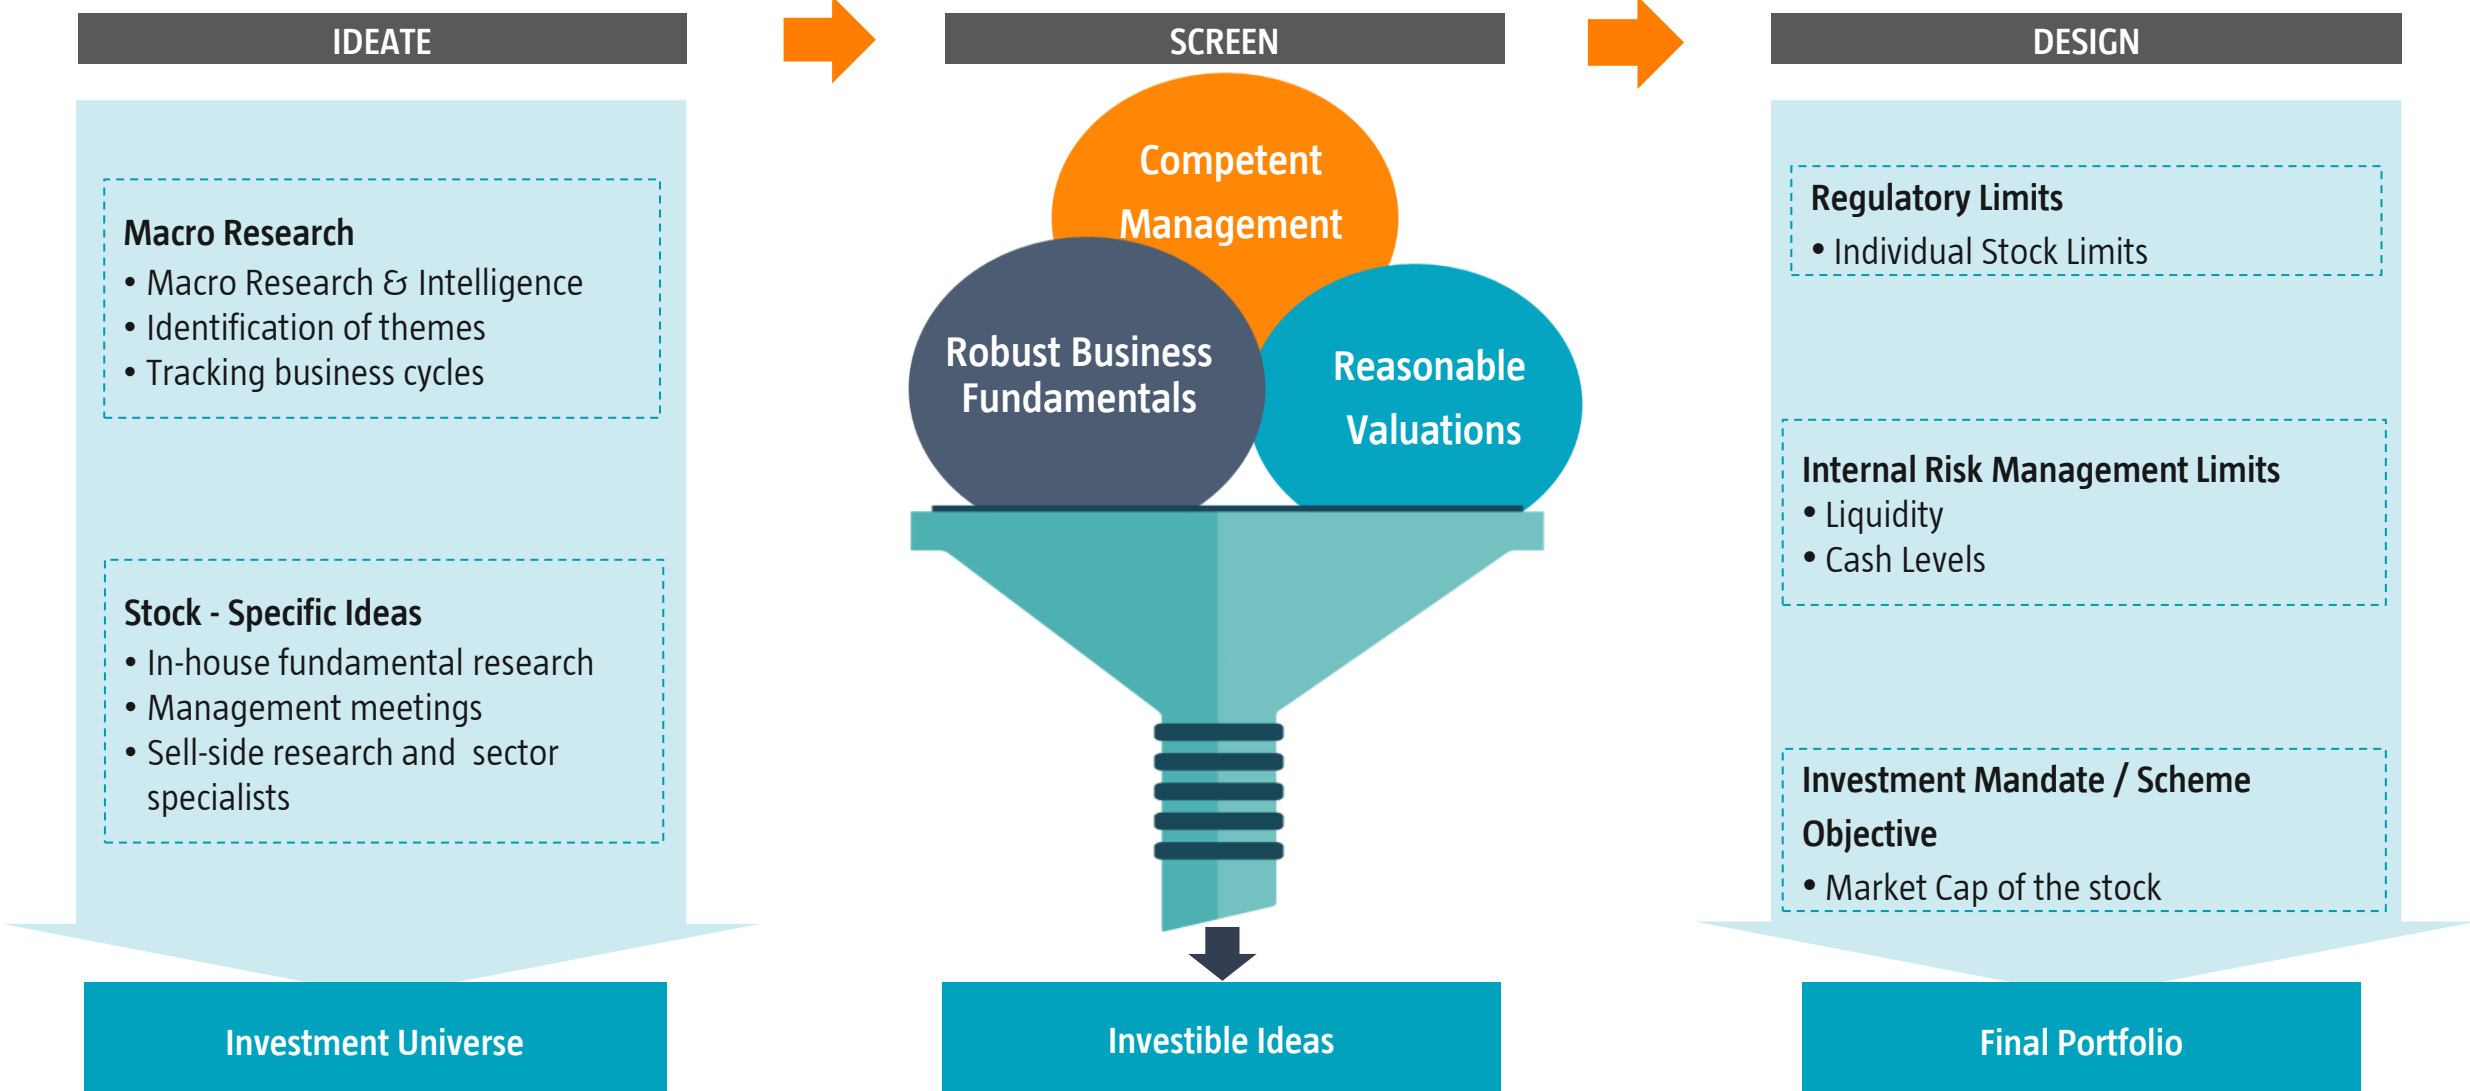 IDEATE
SCREEN
DESIGN
Macro Research
• Macro Research & Intelligence
• Identification of themes
• Tracking business cycles
Stock - Specific Ideas
• In-house fundamental research
• Management meetings
• Sell-side research and sector
specialists
Investment Universe
Competent
Management
Robust Business
Fundamentals
Reasonable
Valuations
Investible Ideas
Regulatory Limits
• Individual Stock Limits
Internal Risk Management Limits
• Liquidity
• Cash Levels
Investment Mandate / Scheme
Objective
• Market Cap of the stock
Final Portfolio